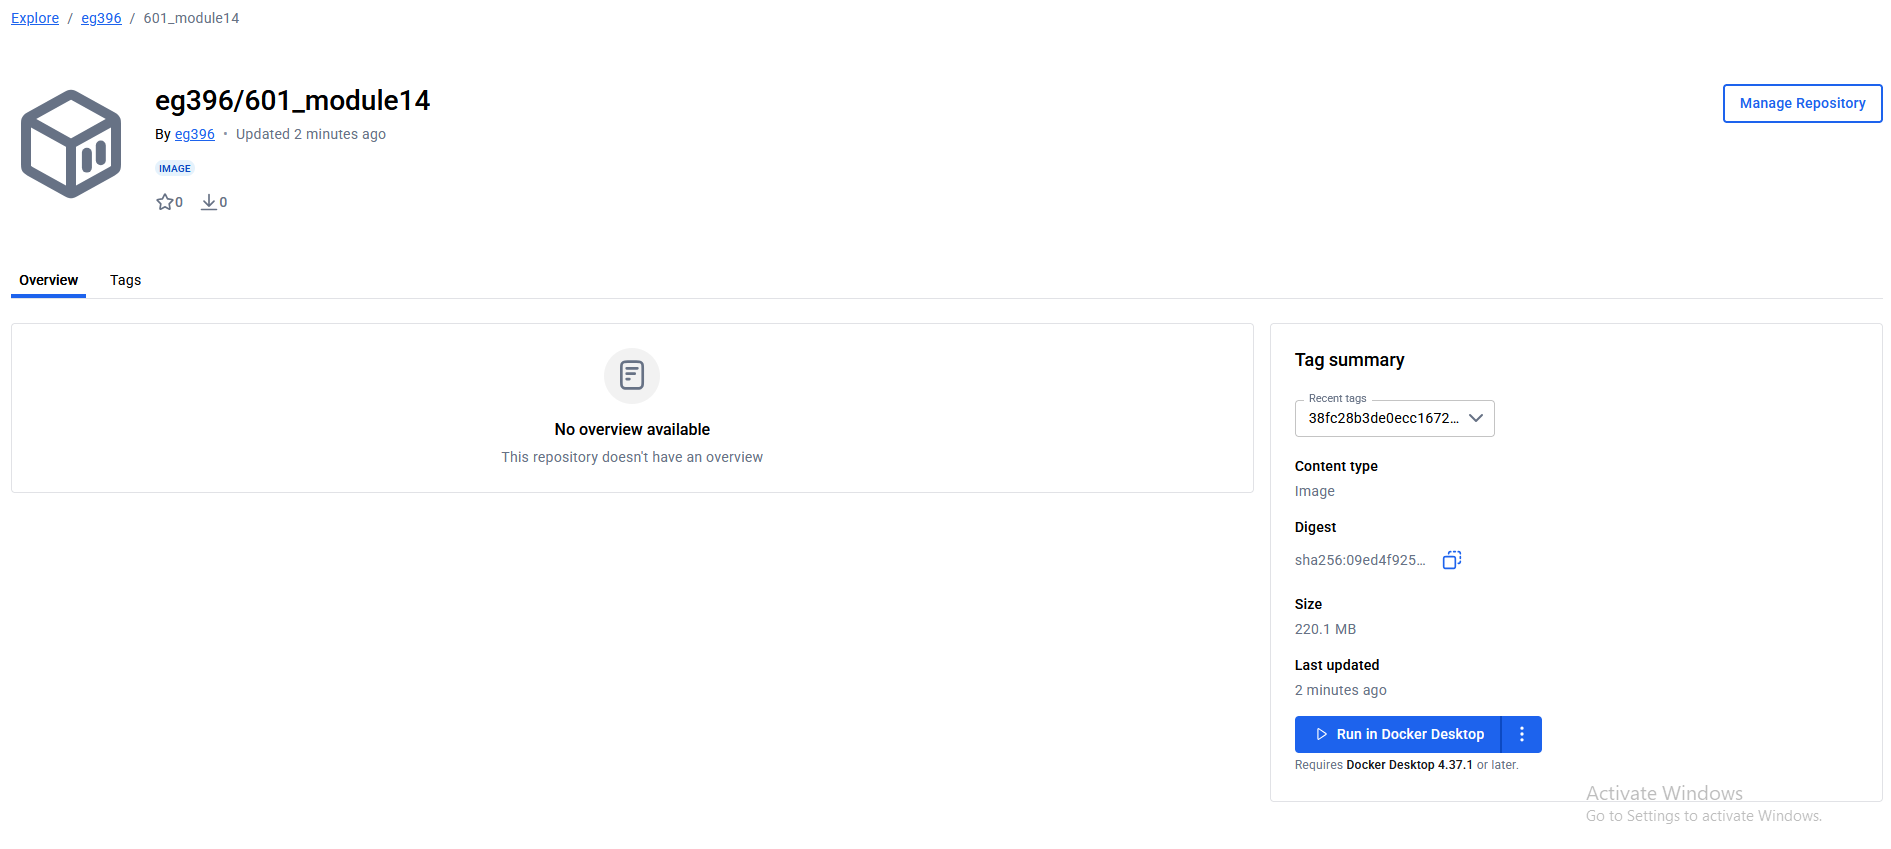 Explore / eg396 / 601_module14
eg396/601_module14
Manage Repository
By eg396 • Updated 2 minutes ago
IMAGE
0 0
Overview Tags
No overview available
This repository doesn't have an overview
Tag summary
Recent tags
38fc28b3de0ecc1672...
Content type
Image
Digest
sha256:09ed4f925...
Size
220.1 MB
Last updated
2 minutes ago
Run in Docker Desktop
Requires Docker Desktop 4.37.1 or later.
Activate Windows
Go to Settings to activate Windows.